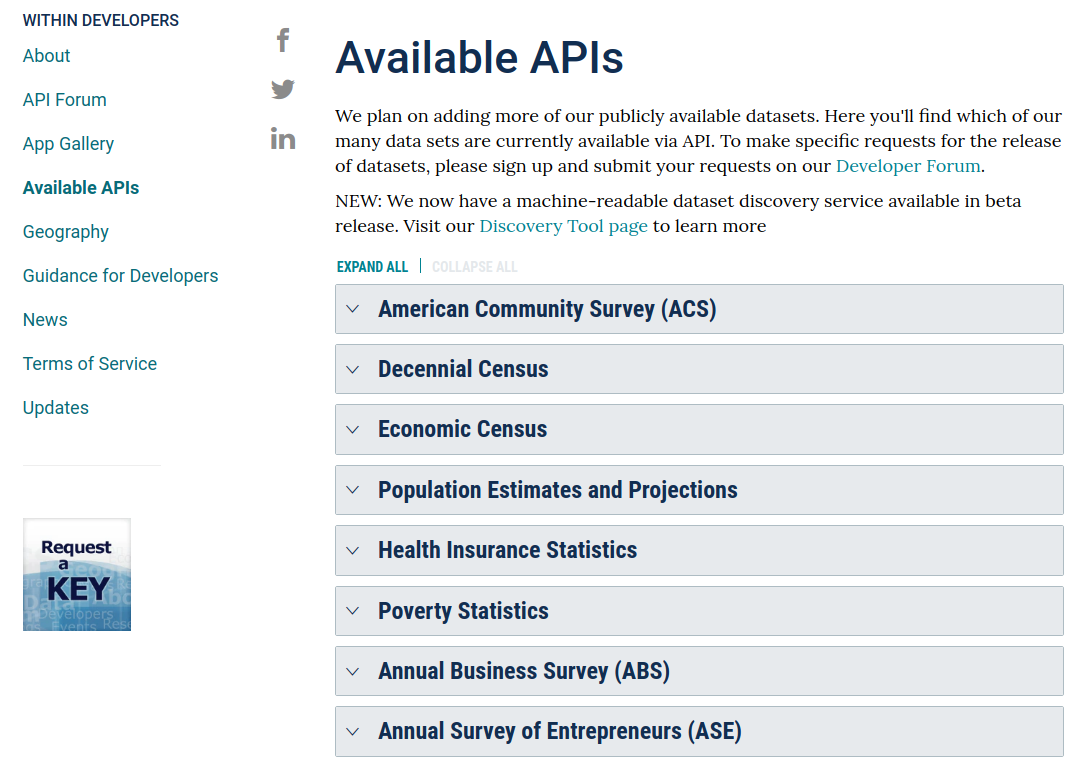 WITHIN DEVELOPERS
About
API Forum
App Gallery
Available APIs
Geography
Guidance for Developers
News
Terms of Service
Updates
Request
a
KEY
Developers
Events
Available APIs
We plan on adding more of our publicly available datasets. Here you'll find which of our
many data sets are currently available via API. To make specific requests for the release
of datasets, please sign up and submit your requests on our Developer Forum.
NEW: We now have a machine-readable dataset discovery service available in beta
release. Visit our Discovery Tool page to learn more
EXPAND ALL | COLLAPSE ALL
American Community Survey (ACS)
Decennial Census
Economic Census
Population Estimates and Projections
Health Insurance Statistics
Poverty Statistics
Annual Business Survey (ABS)
Annual Survey of Entrepreneurs (ASE)